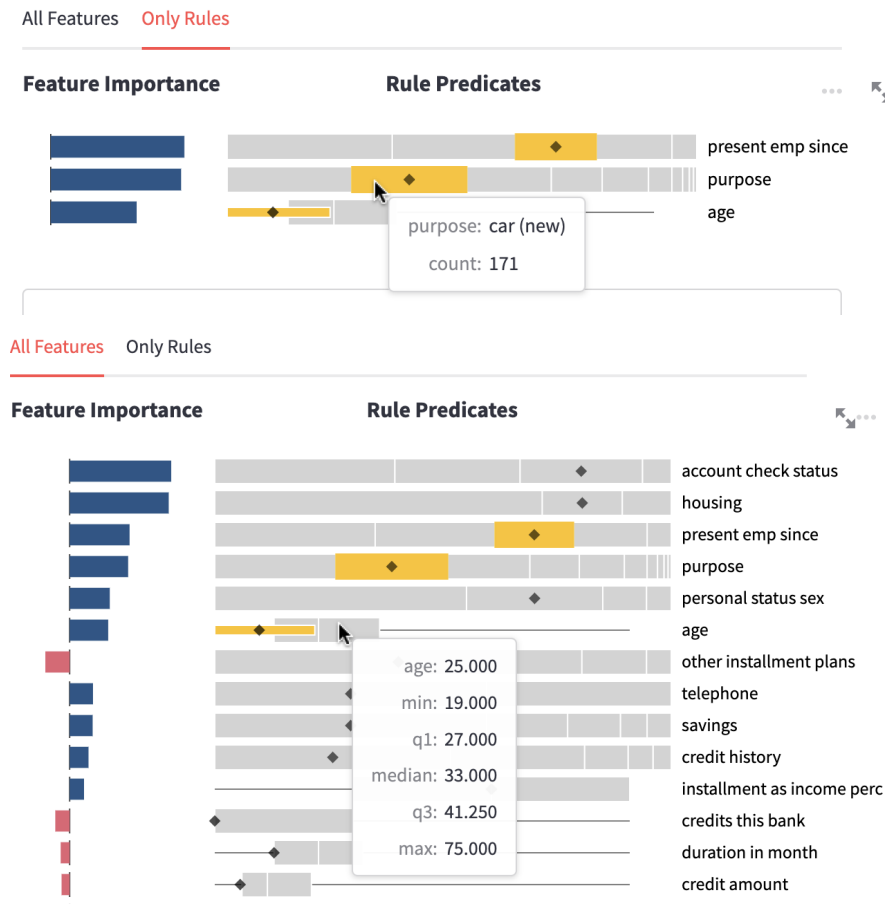 All Features Only Rules
Feature Importance Rule Predicates
present emp since
purpose
age
purpose: car (new)
count: 171
All Features Only Rules
Feature Importance Rule Predicates
account check status
housing
present emp since
purpose
personal status sex
age
other installment plans
telephone
savings
credit history
installment as income perc
credits this bank
duration in month
credit amount
age: 25.000
min: 19.000
q1: 27.000
median: 33.000
q3: 41.250
max: 75.000